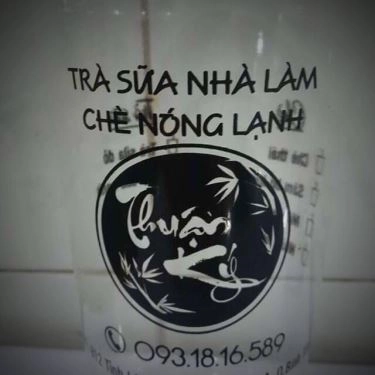 TRÀ SỮA NHÀ LÀM
CHÈ NÓNG LẠNH
Thuận
Ký
093.18.16.589